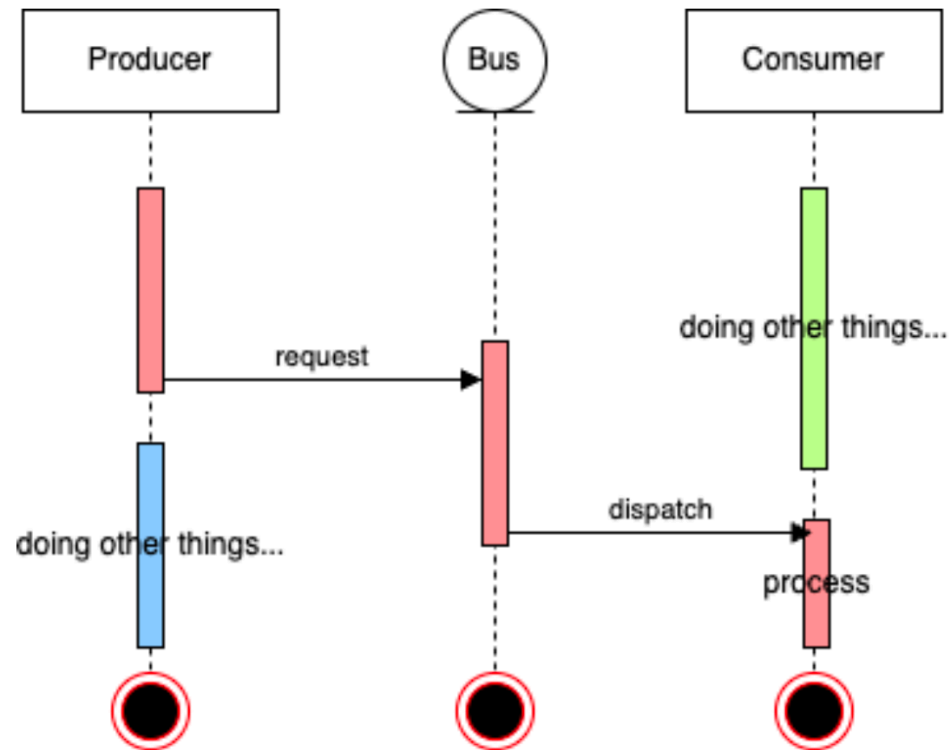 Producer
Bus
Consumer
doing other things...
request
dispatch
doing other things...
process